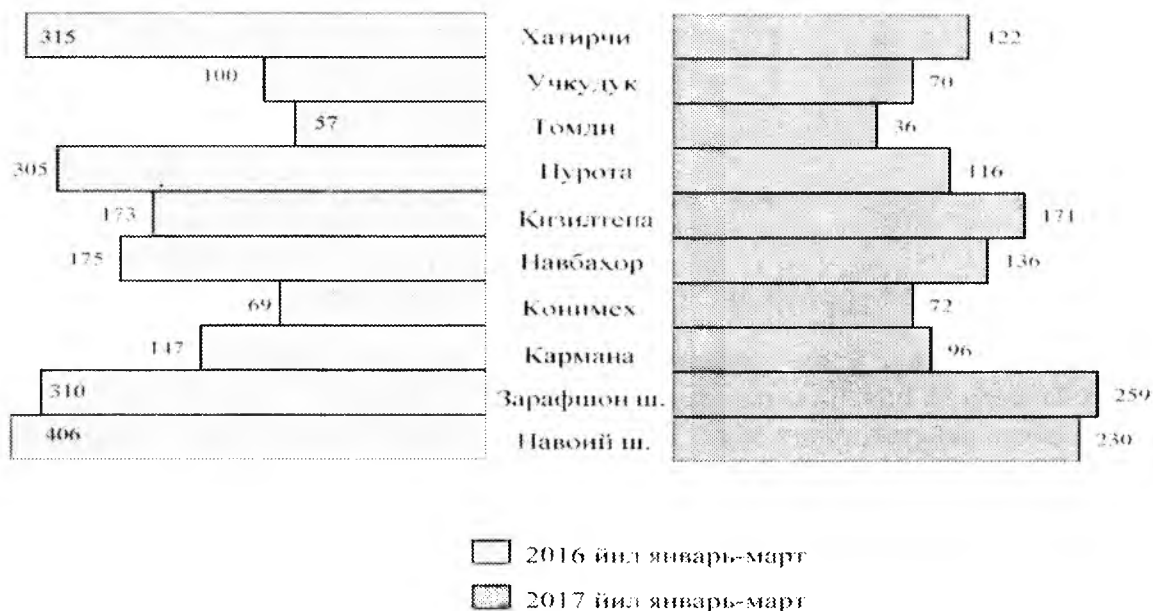 315 Хатирчи 122
100 Учкудук 70
57 Томди 36
305 Нурота 116
173 Қизилтепа 171
175 Навбахор 136
69 Конимех 72
147 Кармана 96
310 Зарафшон ш. 259
406 Навоий ш. 230
2016 йил январь-март
2017 йил январь-март